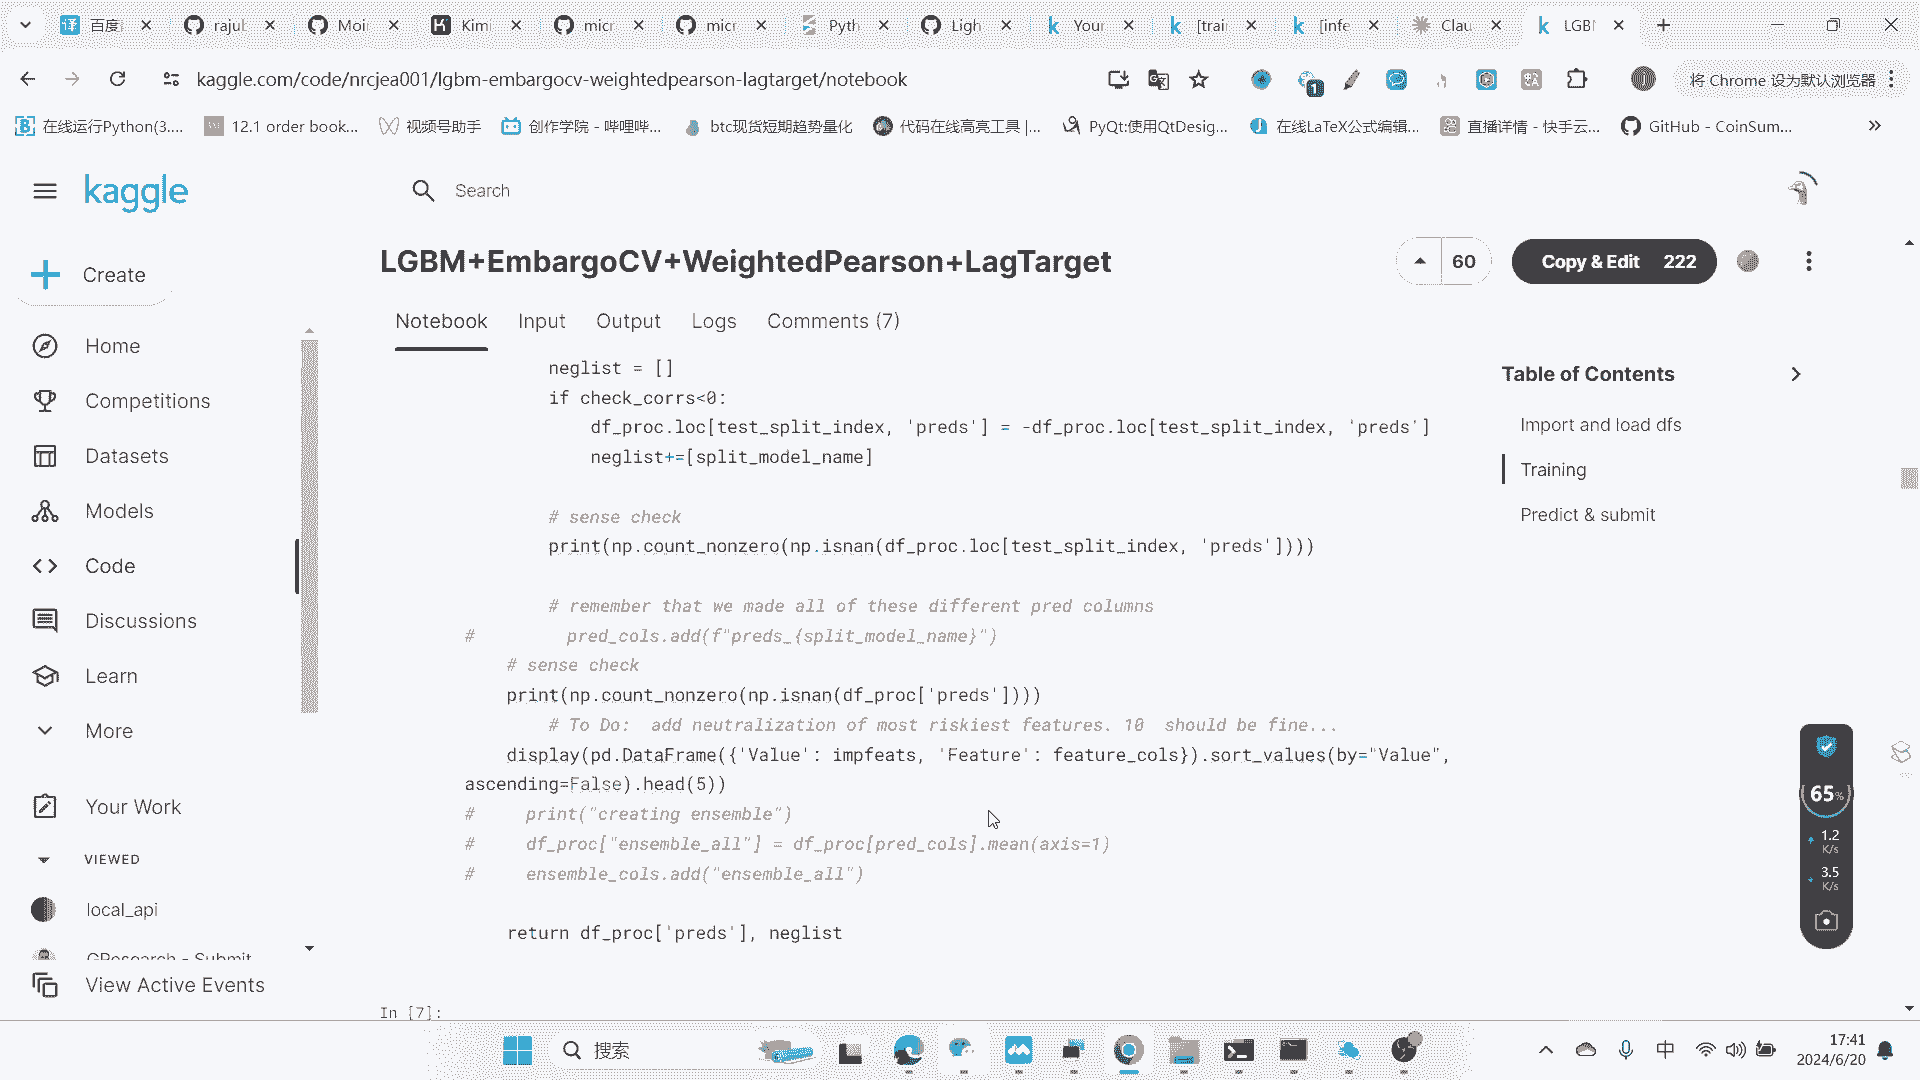 百度
rajul
Moi
Kim
micr
micr
Pyth
Ligh
Your
[trai
[infe
Clau
LGBI
kaggle.com/code/nrcjea001/lgbm-embargocv-weightedpearson-lagtarget/notebook
将 Chrome 设为默认浏览器
在线运行Python(3....
12.1 order book...
视频号助手
创作学院 - 哔哩哔...
btc现货短期趋势量化
代码在线高亮工具 |...
PyQt:使用QtDesig...
在线LaTeX公式编辑...
直播详情 - 快手云...
GitHub - CoinSum...
kaggle
Search
Create
Home
Competitions
Datasets
Models
Code
Discussions
Learn
More
Your Work
VIEWED
local_api
GResearch - Submit
View Active Events
LGBM+EmbargoCV+WeightedPearson+LagTarget
60
Copy & Edit 222
Notebook
Input
Output
Logs
Comments (7)
neglist = []
if check_corrs<0:
df_proc.loc[test_split_index, 'preds'] = -df_proc.loc[test_split_index, 'preds']
neglist+=[split_model_name]
# sense check
print(np.count_nonzero(np.isnan(df_proc.loc[test_split_index, 'preds'])))
# remember that we made all of these different pred columns
# pred_cols.add(f"preds_{split_model_name}")
# sense check
print(np.count_nonzero(np.isnan(df_proc['preds'])))
# To Do: add neutralization of most riskiest features. 10 should be fine...
display(pd.DataFrame({'Value': impfeats, 'Feature': feature_cols}).sort_values(by="Value",
ascending=False).head(5))
# print("creating ensemble")
# df_proc["ensemble_all"] = df_proc[pred_cols].mean(axis=1)
# ensemble_cols.add("ensemble_all")
return df_proc['preds'], neglist
In [7]:
Table of Contents
Import and load dfs
Training
Predict & submit
65%
1.2
K/s
3.5
K/s
搜索
中
17:41
2024/6/20